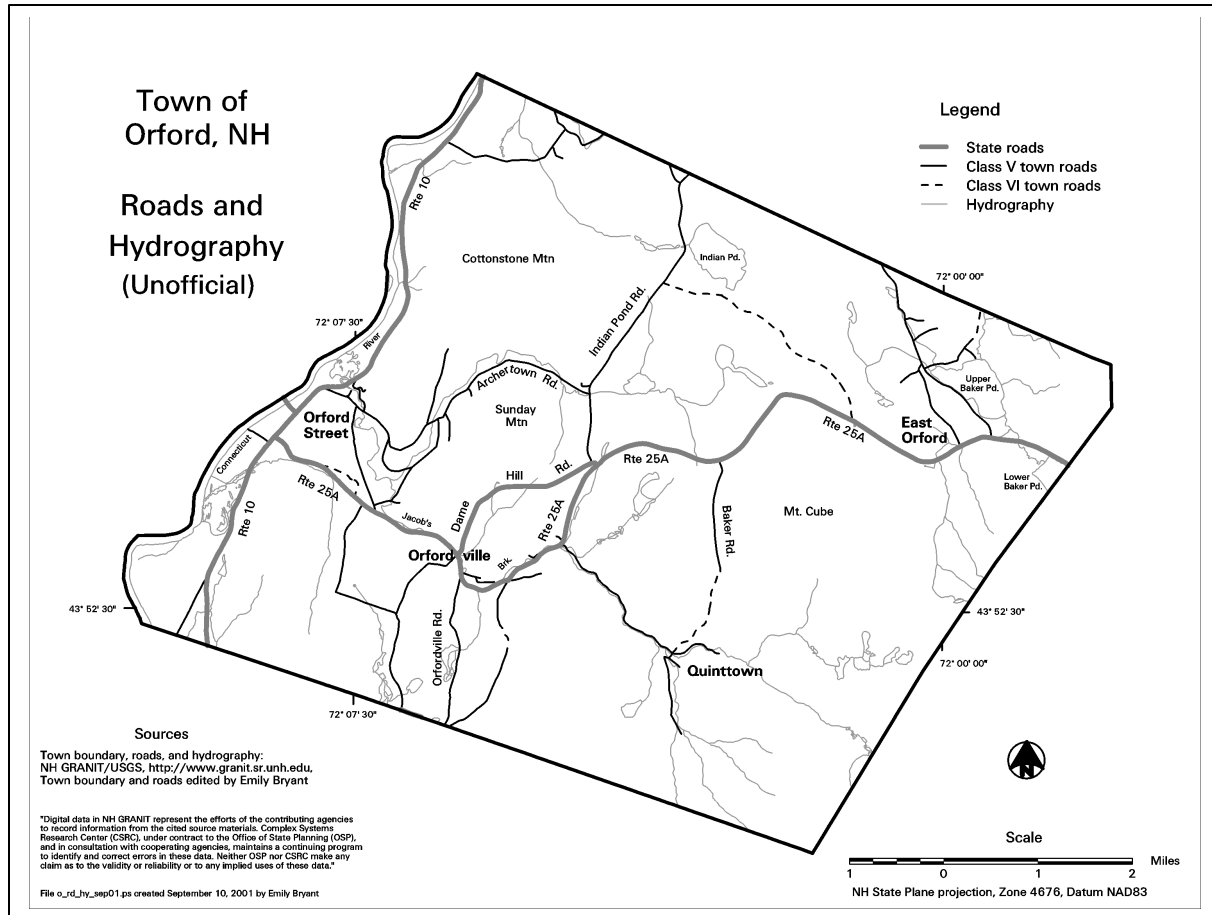 Town of
Orford, NH
Roads and
Hydrography
(Unofficial)
Legend
State roads
Class V town roads
Class VI town roads
Hydrography
Rte 10
Cottonstone Mtn
Indian Pd.
72° 00' 00"
72° 07' 30"
River
Indian Pond Rd.
Archertown Rd.
Upper
Baker Pd.
Sunday
Mtn
Orford
Street
Rte 25A
East
Orford
Connecticut
Rte 25A
Hill Rd.
Lower
Baker Pd.
Rte 25A
Rte 10
Jacob's
Dame
Rte 25A
Baker Rd.
Mt. Cube
Orfordville
Brk.
43° 52' 30"
43° 52' 30"
Orfordville Rd.
Quinttown
72° 00' 00"
72° 07' 30"
Sources
Town boundary, roads, and hydrography:
NH GRANIT/USGS, http://www.granit.sr.unh.edu,
Town boundary and roads edited by Emily Bryant
N
"Digital data in NH GRANIT represent the efforts of the contributing agencies
to record information from the cited source materials. Complex Systems
Research Center (CSRC), under contract to the Office of State Planning (OSP),
and in consultation with cooperating agencies, maintains a continuing program
to identify and correct errors in these data. Neither OSP nor CSRC make any
claim as to the validity or reliability or to any implied uses of these data."
Scale
Miles
1 0 1 2
NH State Plane projection, Zone 4676, Datum NAD83
File o_rd_hy_sep01.ps created September 10, 2001 by Emily Bryant